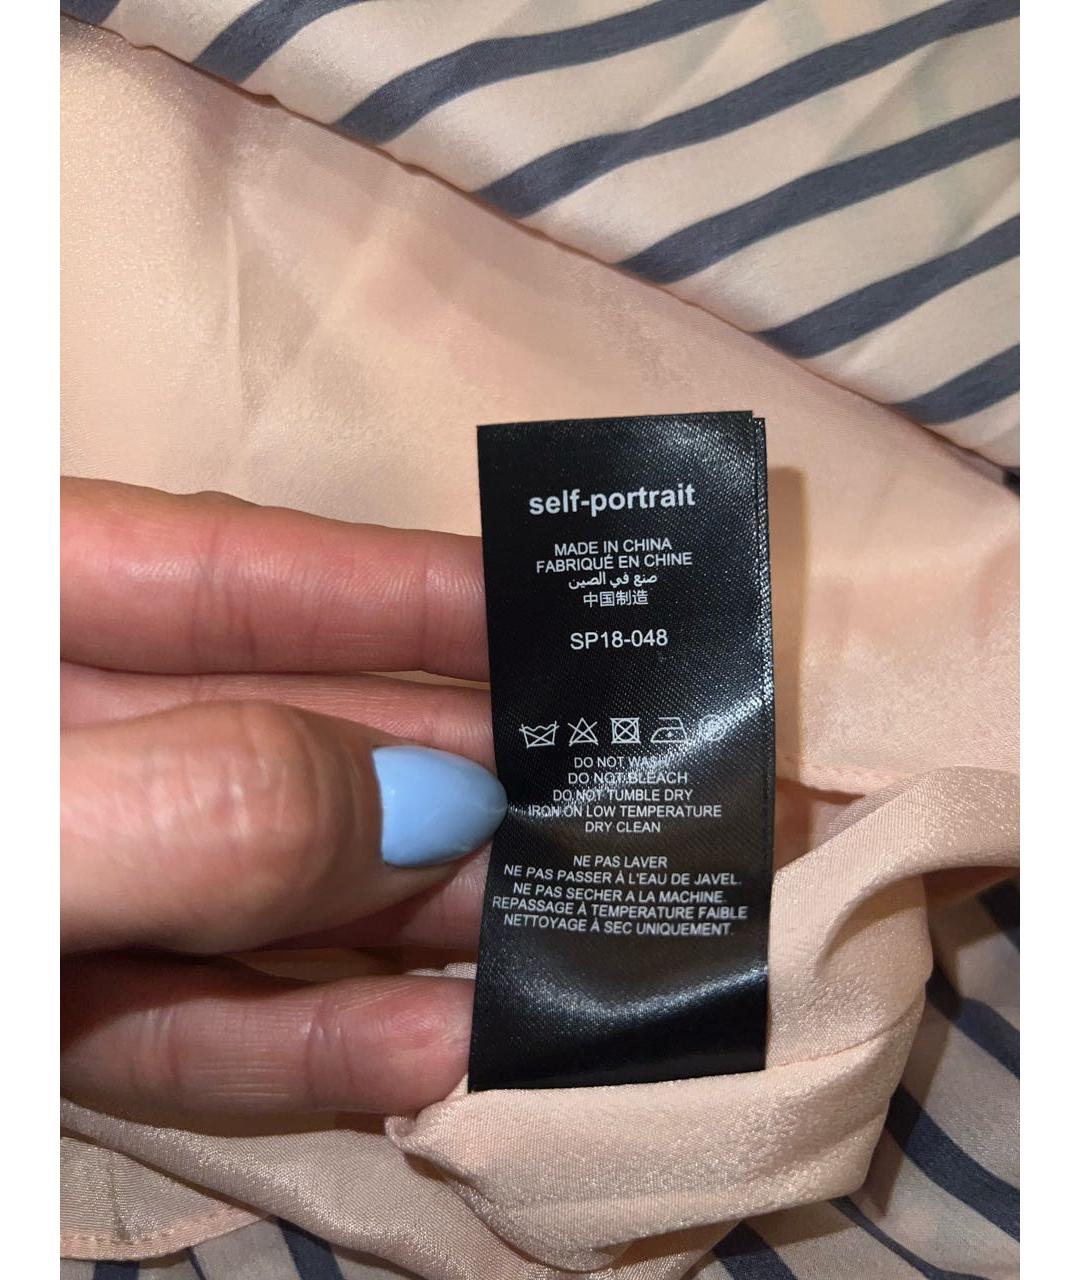 self-portrait
MADE IN CHINA
FABRIQUÉ EN CHINE
صنع في الصين
中国制造
SP18-048
DO NOT WASH
DO NOT BLEACH
DO NOT TUMBLE DRY
IRON ON LOW TEMPERATURE
DRY CLEAN
NE PAS LAVER
NE PAS PASSER À L'EAU DE JAVEL.
NE PAS SECHER A LA MACHINE.
REPASSAGE À TEMPERATURE FAIBLE
NETTOYAGE À SEC UNIQUEMENT.